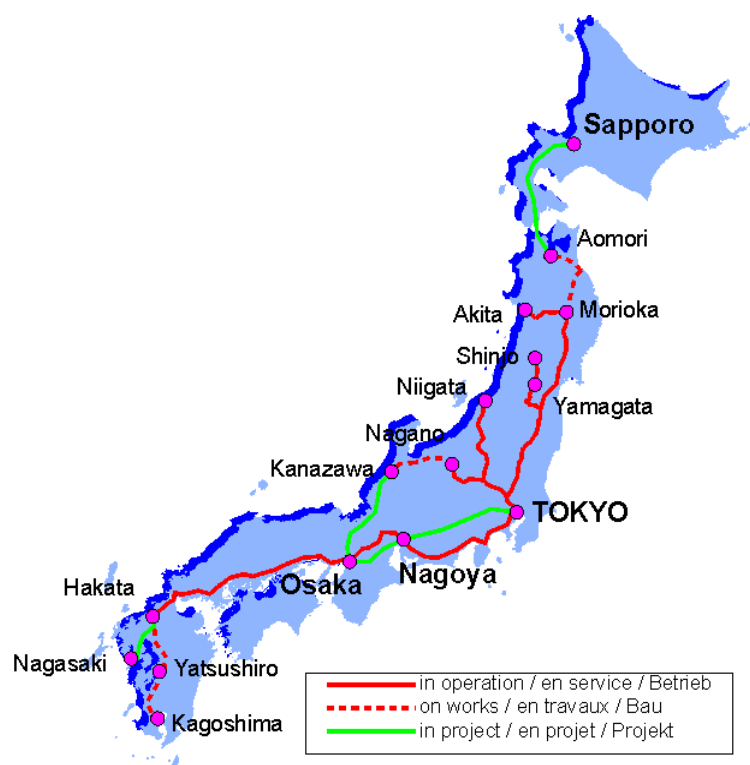 Sapporo
Aomori
Akita
Morioka
Shinjo
Niigata
Yamagata
Nagano
Kanazawa
TOKYO
Osaka
Nagoya
Hakata
Nagasaki
Yatsushiro
Kagoshima
in operation / en service / Betrieb
on works / en travaux / Bau
in project / en projet / Projekt